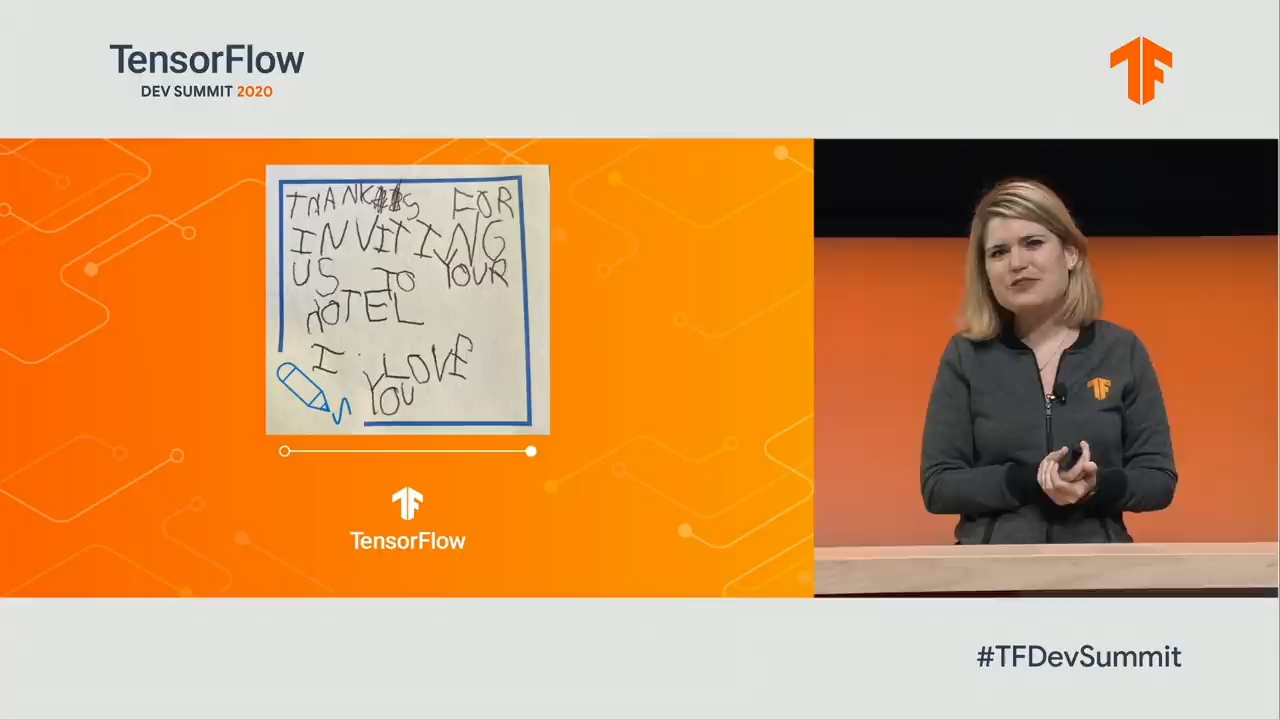 TensorFlow
DEV SUMMIT 2020
THANKS FOR
INVITING
US TO YOUR
HOTEL
I LOVE
YOU
TensorFlow
#TFDevSummit